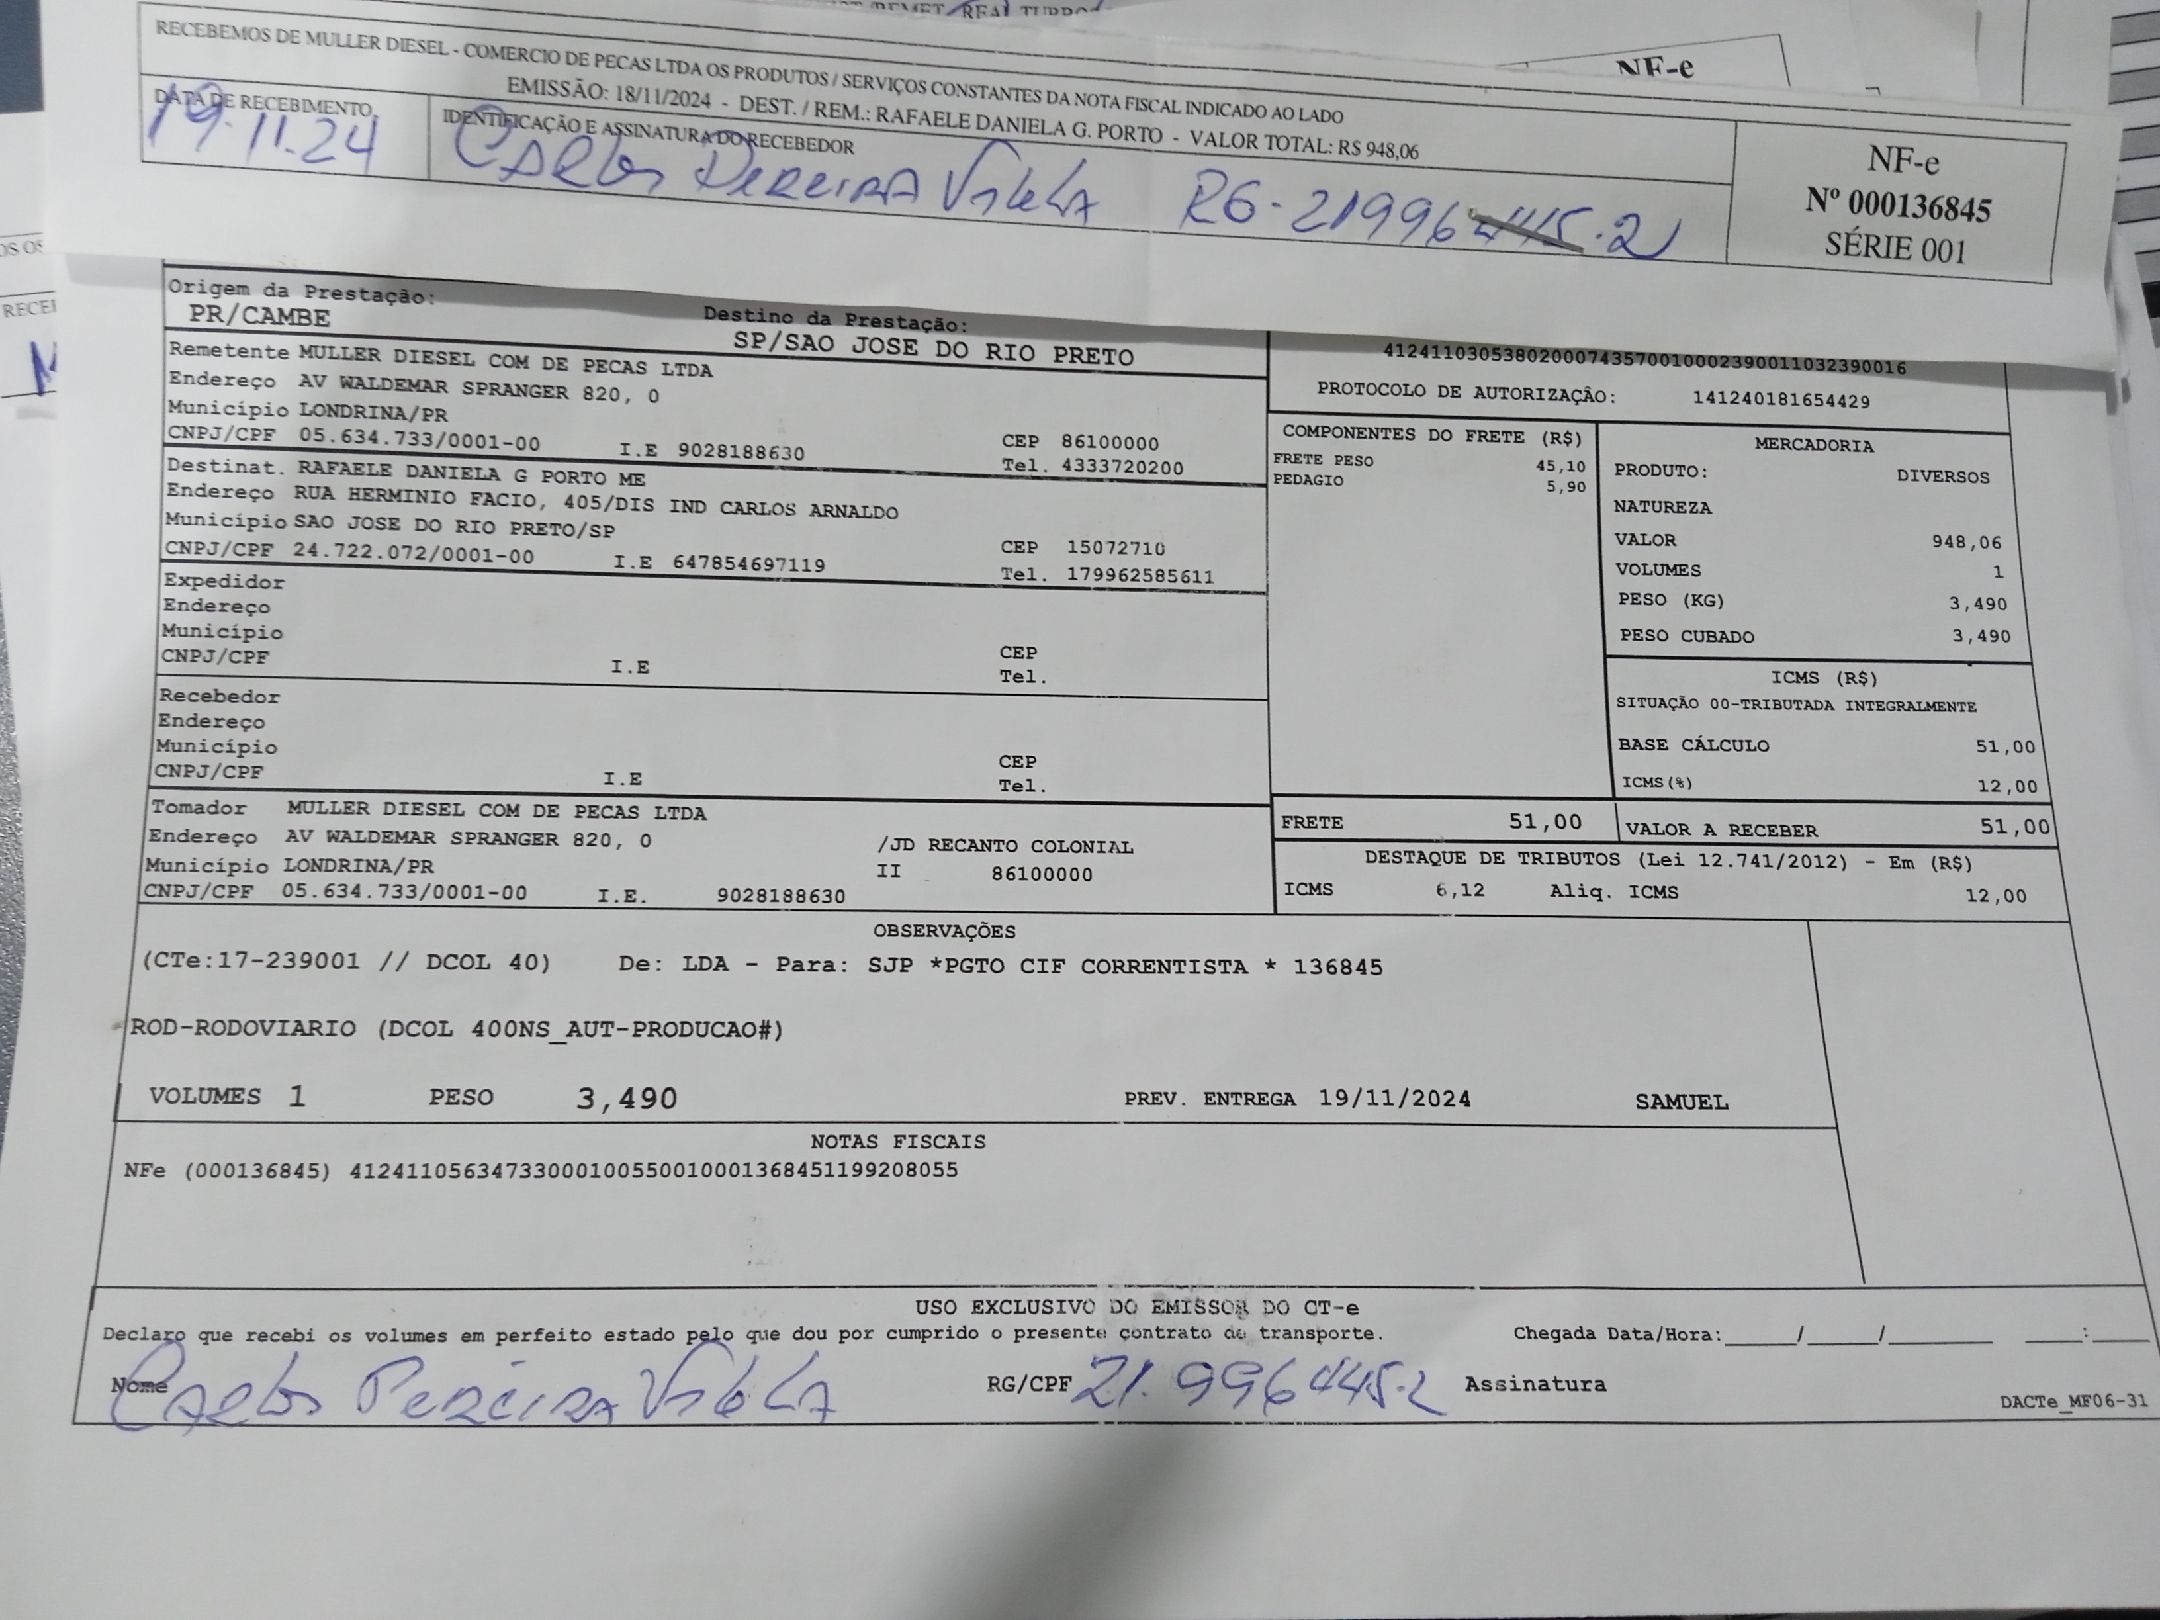 NF-e
RECEBEMOS DE MULLER DIESEL - COMERCIO DE PECAS LTDA OS PRODUTOS / SERVIÇOS CONSTANTES DA NOTA FISCAL INDICADO AO LADO
EMISSÃO: 18/11/2024 - DEST. / REM.: RAFAELE DANIELA G. PORTO - VALOR TOTAL: R$ 948,06
DATA DE RECEBIMENTO
19.11.24
IDENTIFICAÇÃO E ASSINATURA DO RECEBEDOR
CARlos PEREIRA VilelA RG-21996445-2
NF-e
Nº 000136845
SÉRIE 001
Origem da Prestação:
PR/CAMBE
Destino da Prestação:
SP/SAO JOSE DO RIO PRETO
Remetente MULLER DIESEL COM DE PECAS LTDA
Endereço AV WALDEMAR SPRANGER 820, 0
Município LONDRINA/PR
CNPJ/CPF 05.634.733/0001-00 I.E 9028188630
CEP 86100000
Tel. 4333720200
Destinat. RAFAELE DANIELA G PORTO ME
Endereço RUA HERMINIO FACIO, 405/DIS IND CARLOS ARNALDO
Município SAO JOSE DO RIO PRETO/SP
CNPJ/CPF 24.722.072/0001-00 I.E 647854697119
CEP 15072710
Tel. 179962585611
Expedidor
Endereço
Município
CNPJ/CPF I.E
CEP
Tel.
Recebedor
Endereço
Município
CNPJ/CPF I.E
CEP
Tel.
Tomador MULLER DIESEL COM DE PECAS LTDA
Endereço AV WALDEMAR SPRANGER 820, 0 /JD RECANTO COLONIAL
Município LONDRINA/PR II 86100000
CNPJ/CPF 05.634.733/0001-00 I.E. 9028188630
41241103053802000743570010002390011032390016
PROTOCOLO DE AUTORIZAÇÃO: 141240181654429
COMPONENTES DO FRETE (R$)
FRETE PESO 45,10
PEDAGIO 5,90
MERCADORIA
PRODUTO: DIVERSOS
NATUREZA
VALOR 948,06
VOLUMES 1
PESO (KG) 3,490
PESO CUBADO 3,490
ICMS (R$)
SITUAÇÃO 00-TRIBUTADA INTEGRALMENTE
BASE CÁLCULO 51,00
ICMS(%) 12,00
FRETE 51,00 VALOR A RECEBER 51,00
DESTAQUE DE TRIBUTOS (Lei 12.741/2012) - Em (R$)
ICMS 6,12 Aliq. ICMS 12,00
OBSERVAÇÕES
(CTe:17-239001 // DCOL 40) De: LDA - Para: SJP *PGTO CIF CORRENTISTA * 136845
ROD-RODOVIARIO (DCOL 400NS_AUT-PRODUCAO#)
VOLUMES 1 PESO 3,490 PREV. ENTREGA 19/11/2024 SAMUEL
NOTAS FISCAIS
NFe (000136845) 41241105634733000100550010001368451199208055
USO EXCLUSIVO DO EMISSOR DO CT-e
Declaro que recebi os volumes em perfeito estado pelo que dou por cumprido o presente contrato de transporte. Chegada Data/Hora:____/____/______ ___:___
Nome CARlos PEREIRA VilelA RG/CPF 21.996445-2 Assinatura
DACTe_MF06-31